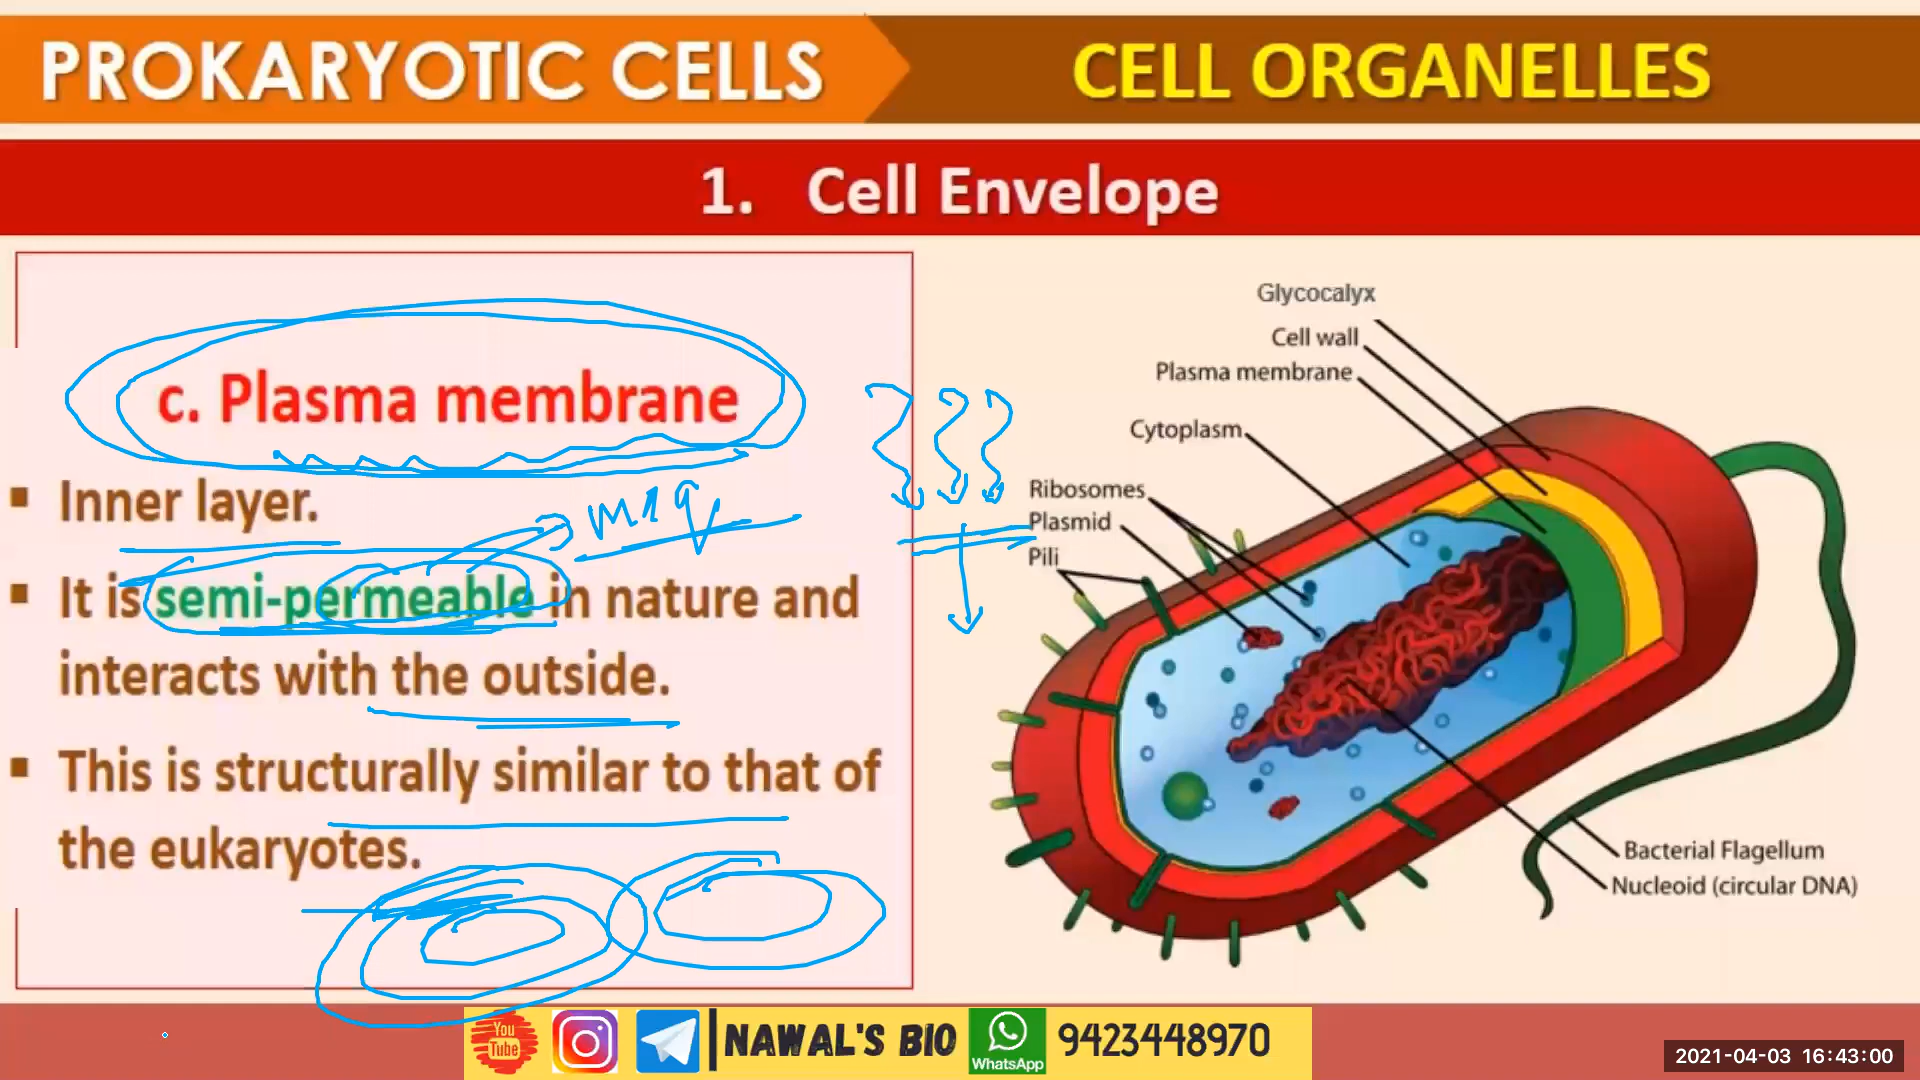 PROKARYOTIC CELLS
CELL ORGANELLES
1. Cell Envelope
c. Plasma membrane
▪ Inner layer.
▪ It is semi-permeable in nature and
interacts with the outside.
▪ This is structurally similar to that of
the eukaryotes.
Glycocalyx
Cell wall
Plasma membrane
Cytoplasm
Ribosomes
Plasmid
Pili
Bacterial Flagellum
Nucleoid (circular DNA)
You
Tube
NAWAL'S BIO
WhatsApp
9423448970
2021-04-03 16:43:00